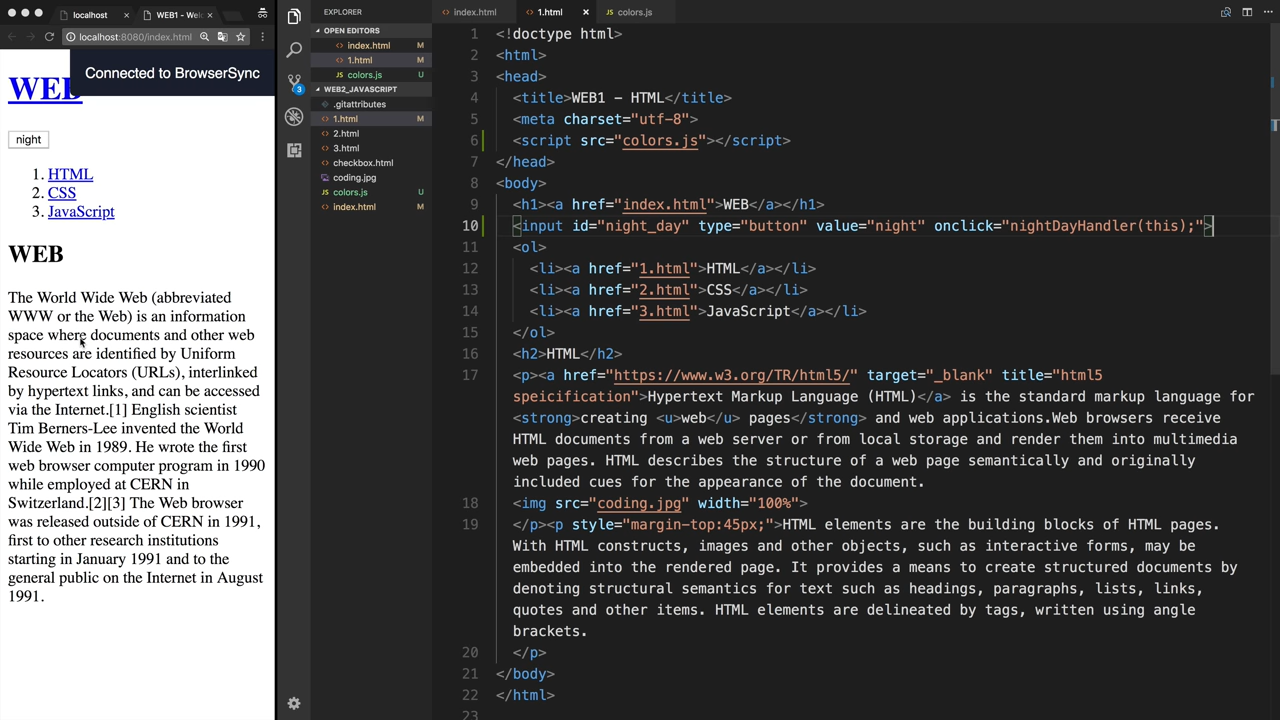 localhost
WEB1 - Wel
localhost:8080/index.html
Connected to BrowserSync
WEB
night
1. HTML
2. CSS
3. JavaScript
WEB
The World Wide Web (abbreviated
WWW or the Web) is an information
space where documents and other web
resources are identified by Uniform
Resource Locators (URLs), interlinked
by hypertext links, and can be accessed
via the Internet.[1] English scientist
Tim Berners-Lee invented the World
Wide Web in 1989. He wrote the first
web browser computer program in 1990
while employed at CERN in
Switzerland.[2][3] The Web browser
was released outside of CERN in 1991,
first to other research institutions
starting in January 1991 and to the
general public on the Internet in August
1991.
3
EXPLORER
OPEN EDITORS
index.html M
1.html M
colors.js U
WEB2_JAVASCRIPT
.gitattributes
1.html M
2.html
3.html
checkbox.html
coding.jpg
colors.js U
index.html M
index.html
1.html
colors.js
1 <!doctype html>
2 <html>
3 <head>
4 <title>WEB1 - HTML</title>
5 <meta charset="utf-8">
6 <script src="colors.js"></script>
7 </head>
8 <body>
9 <h1><a href="index.html">WEB</a></h1>
10 <input id="night_day" type="button" value="night" onclick="nightDayHandler(this);">
11 <ol>
12 <li><a href="1.html">HTML</a></li>
13 <li><a href="2.html">CSS</a></li>
14 <li><a href="3.html">JavaScript</a></li>
15 </ol>
16 <h2>HTML</h2>
17 <p><a href="https://www.w3.org/TR/html5/" target="_blank" title="html5
speicification">Hypertext Markup Language (HTML)</a> is the standard markup language for
<strong>creating <u>web</u> pages</strong> and web applications.Web browsers receive
HTML documents from a web server or from local storage and render them into multimedia
web pages. HTML describes the structure of a web page semantically and originally
included cues for the appearance of the document.
18 <img src="coding.jpg" width="100%">
19 </p><p style="margin-top:45px;">HTML elements are the building blocks of HTML pages.
With HTML constructs, images and other objects, such as interactive forms, may be
embedded into the rendered page. It provides a means to create structured documents by
denoting structural semantics for text such as headings, paragraphs, lists, links,
quotes and other items. HTML elements are delineated by tags, written using angle
brackets.
20 </p>
21 </body>
22 </html>
23